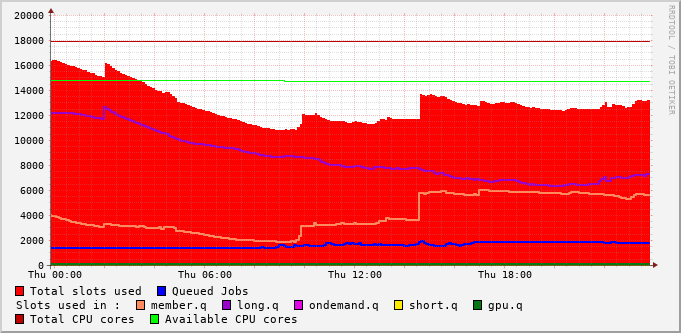 RRDTOOL / TOBI OETIKER
20000
18000
16000
14000
12000
10000
8000
6000
4000
2000
0
Thu 00:00 Thu 06:00 Thu 12:00 Thu 18:00
Total slots used Queued Jobs
Slots used in : member.q long.q ondemand.q short.q gpu.q
Total CPU cores Available CPU cores